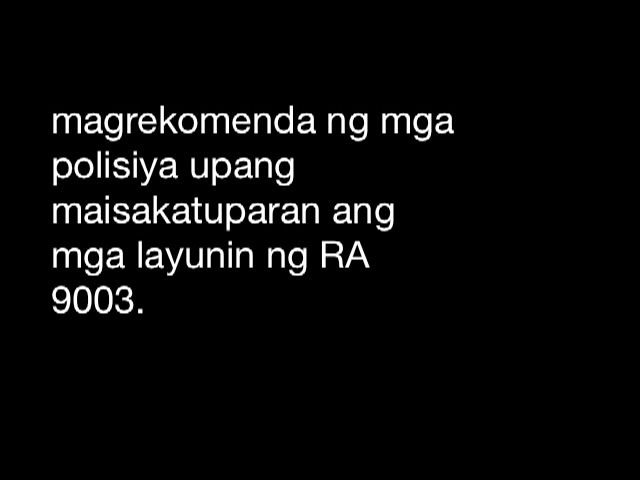 magrekomenda ng mga
polisiya upang
maisakatuparan ang
mga layunin ng RA
9003.